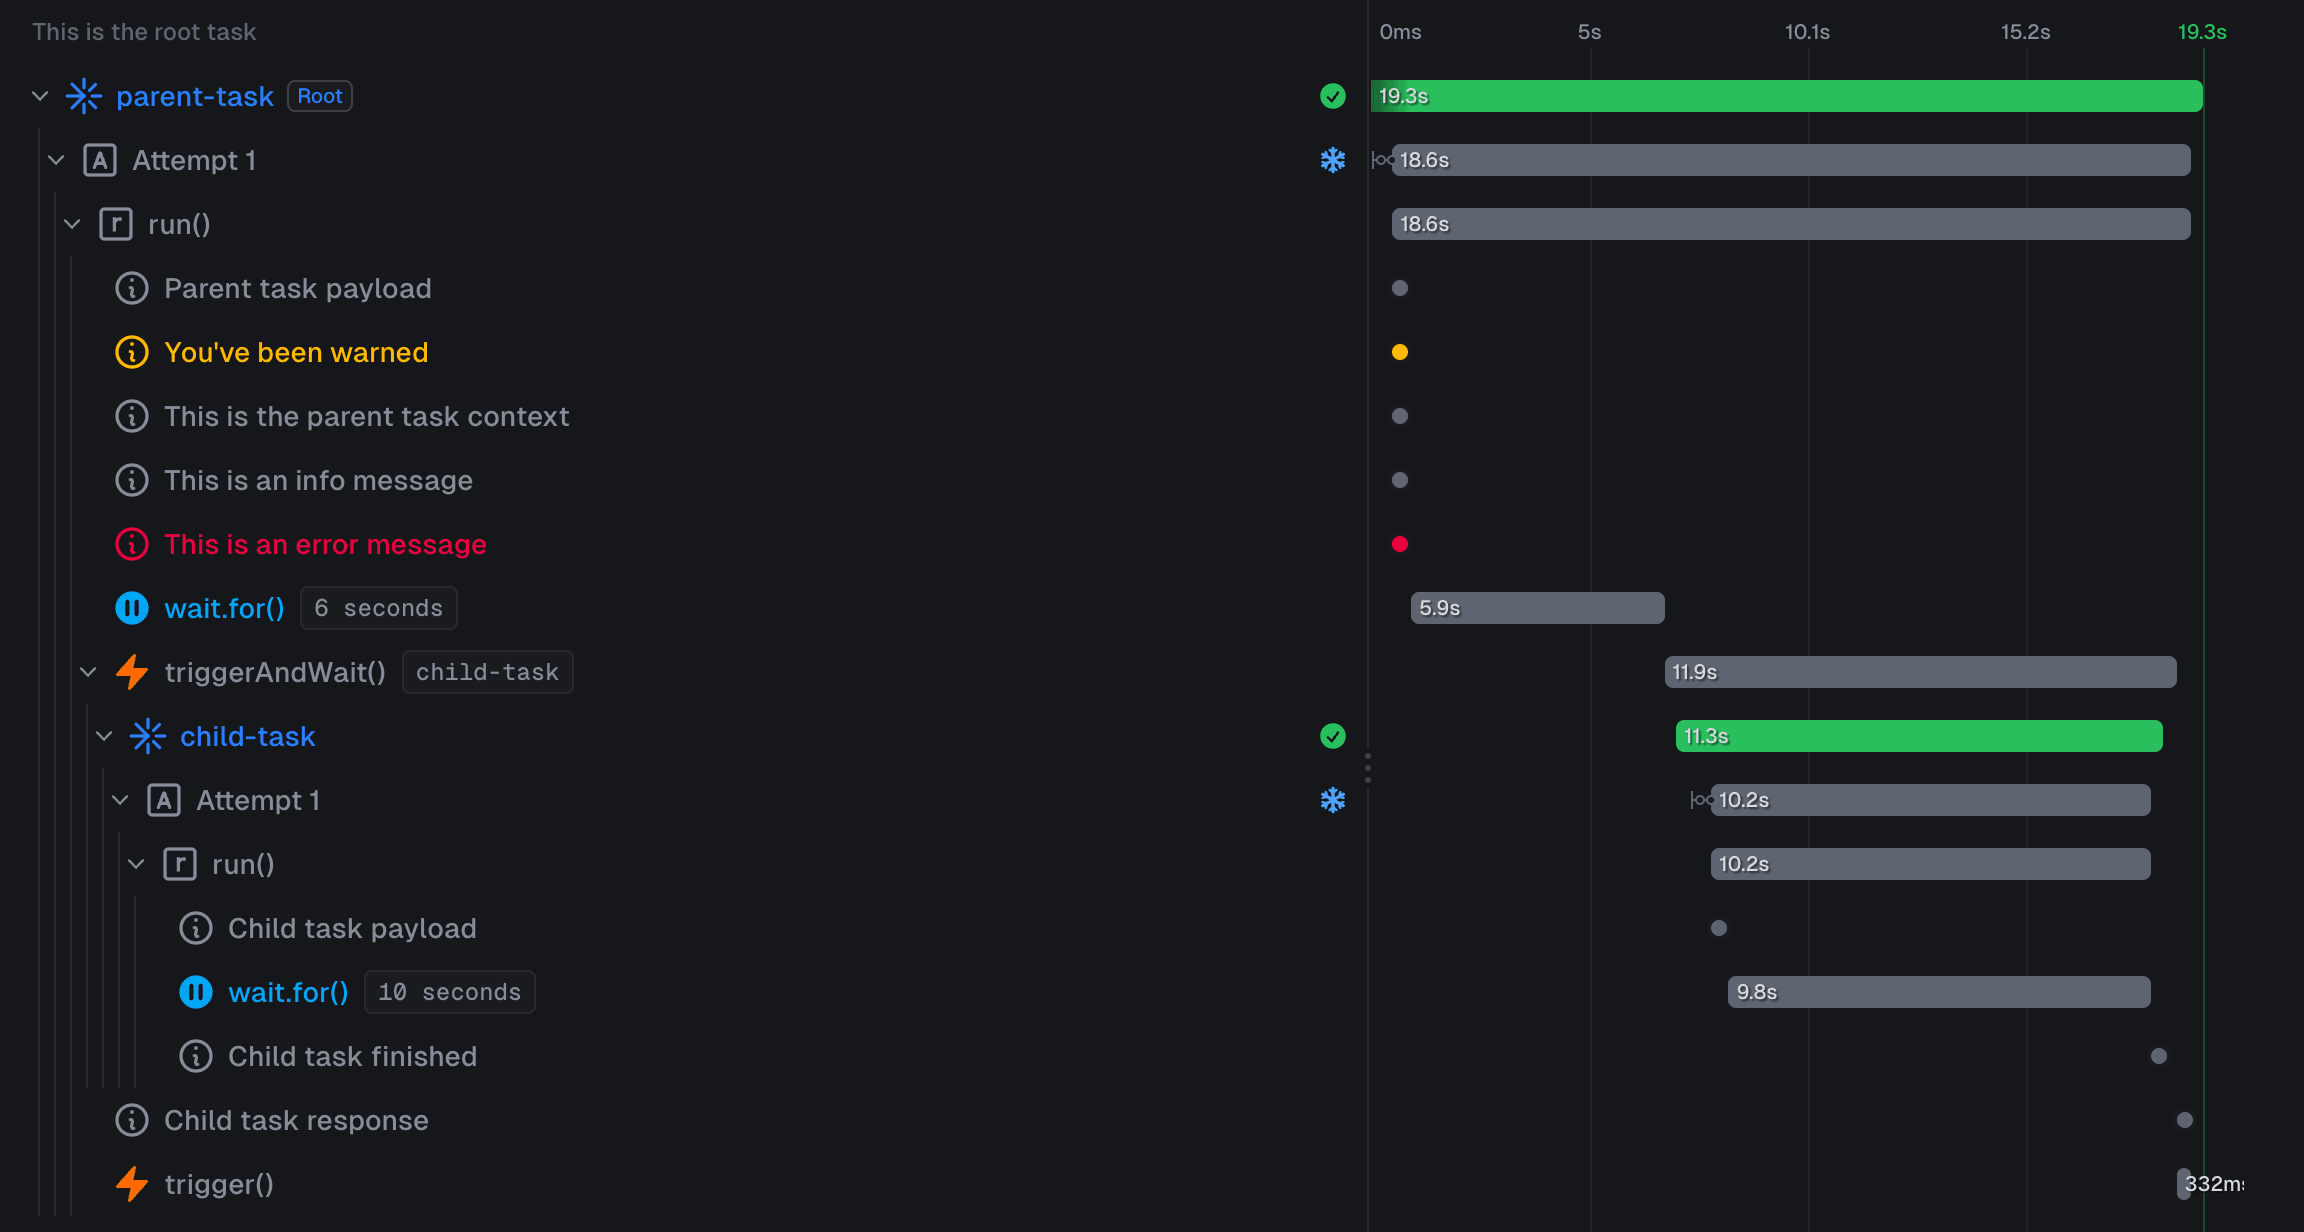 This is the root task
0ms 5s 10.1s 15.2s 19.3s
parent-task Root 19.3s
A Attempt 1 18.6s
r run() 18.6s
Parent task payload
You've been warned
This is the parent task context
This is an info message
This is an error message
wait.for() 6 seconds 5.9s
triggerAndWait() child-task 11.9s
child-task 11.3s
A Attempt 1 10.2s
r run() 10.2s
Child task payload
wait.for() 10 seconds 9.8s
Child task finished
Child task response
trigger() 332ms